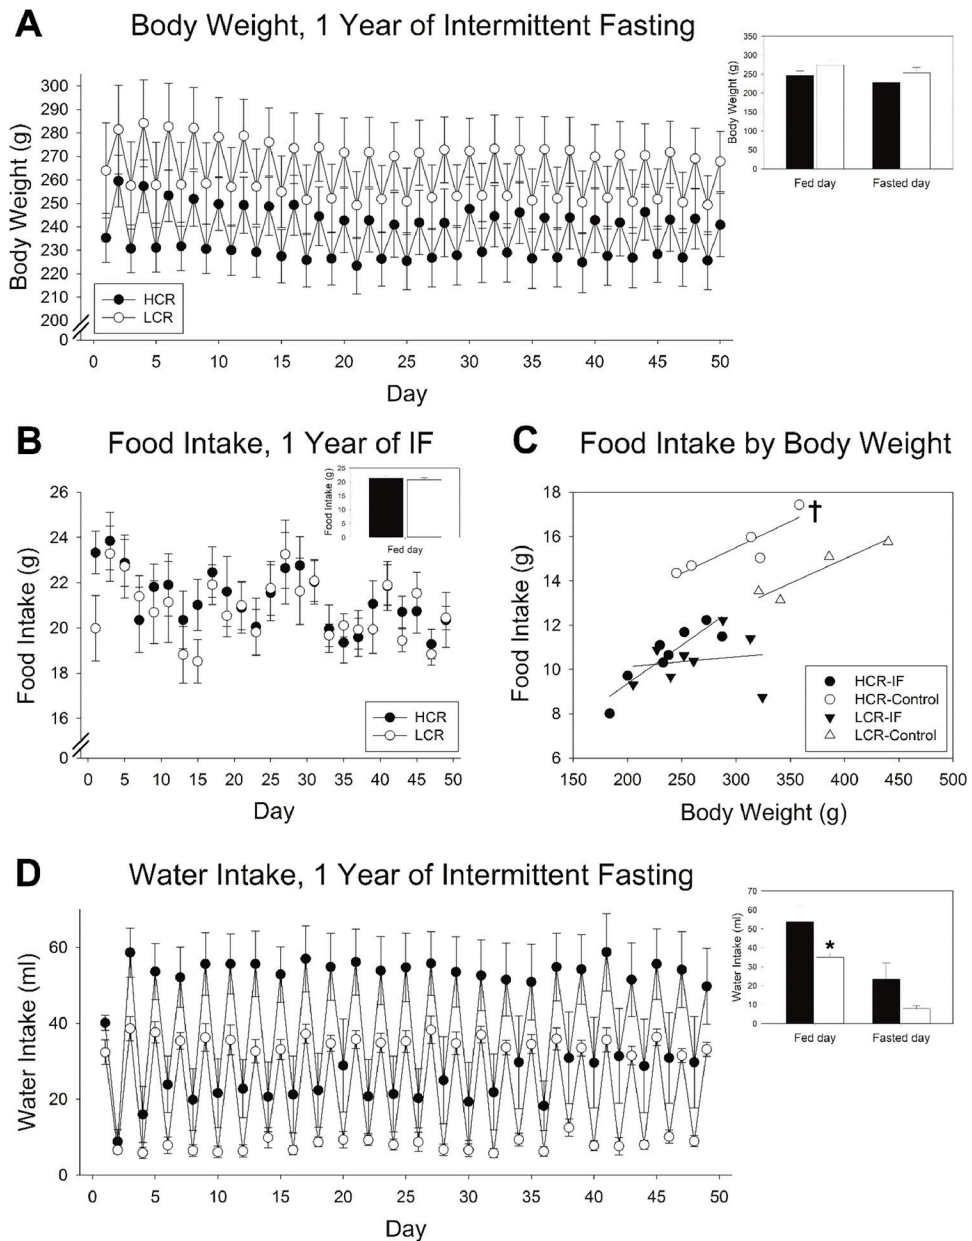 A
Body Weight, 1 Year of Intermittent Fasting
Body Weight (g)
300
290
280
270
260
250
240
230
220
210
200
0
HCR
LCR
0 5 10 15 20 25 30 35 40 45 50
Day
Body Weight (g)
350
300
250
200
150
100
50
0
Fed day Fasted day
B
Food Intake, 1 Year of IF
Food Intake (g)
26
24
22
20
18
16
0
Food Intake (g)
25
20
15
10
5
0
Fed day
HCR
LCR
0 5 10 15 20 25 30 35 40 45 50
Day
C
Food Intake by Body Weight
Food Intake (g)
18
16
14
12
10
8
6
†
HCR-IF
HCR-Control
LCR-IF
LCR-Control
150 200 250 300 350 400 450 500
Body Weight (g)
D
Water Intake, 1 Year of Intermittent Fasting
Water Intake (ml)
60
40
20
0
0 5 10 15 20 25 30 35 40 45 50
Day
Water Intake (ml)
70
60
50
40
30
20
10
0
*
Fed day Fasted day